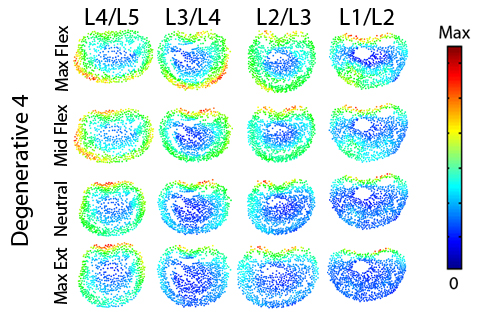 L4/L5 L3/L4 L2/L3 L1/L2
Max
Degenerative 4
Max Flex
Mid Flex
Neutral
Max Ext
0